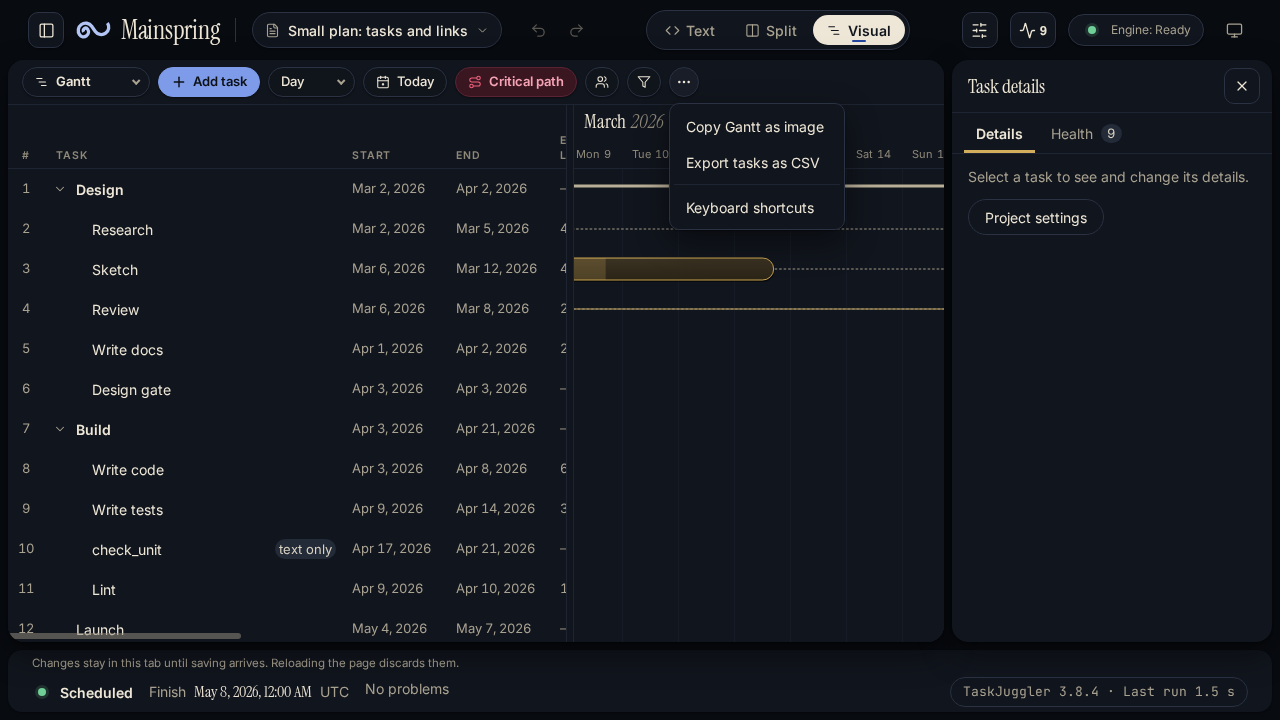 Mainspring
Small plan: tasks and links
Text
Split
Visual
9
Engine: Ready
Gantt
Add task
Day
Today
Critical path
Copy Gantt as image
Export tasks as CSV
Keyboard shortcuts
Task details
Details
Health 9
Select a task to see and change its details.
Project settings
March 2026
Mon 9
Tue 10
Sat 14
# TASK START END
1 Design Mar 2, 2026 Apr 2, 2026 –
2 Research Mar 2, 2026 Mar 5, 2026 4
3 Sketch Mar 6, 2026 Mar 12, 2026 4
4 Review Mar 6, 2026 Mar 8, 2026 2
5 Write docs Apr 1, 2026 Apr 2, 2026 2
6 Design gate Apr 3, 2026 Apr 3, 2026 –
7 Build Apr 3, 2026 Apr 21, 2026 –
8 Write code Apr 3, 2026 Apr 8, 2026 6
9 Write tests Apr 9, 2026 Apr 14, 2026 3
10 check_unit text only Apr 17, 2026 Apr 21, 2026 –
11 Lint Apr 9, 2026 Apr 10, 2026 1
12 Launch May 4, 2026 May 7, 2026 –
Changes stay in this tab until saving arrives. Reloading the page discards them.
Scheduled Finish May 8, 2026, 12:00 AM UTC No problems
TaskJuggler 3.8.4 · Last run 1.5 s